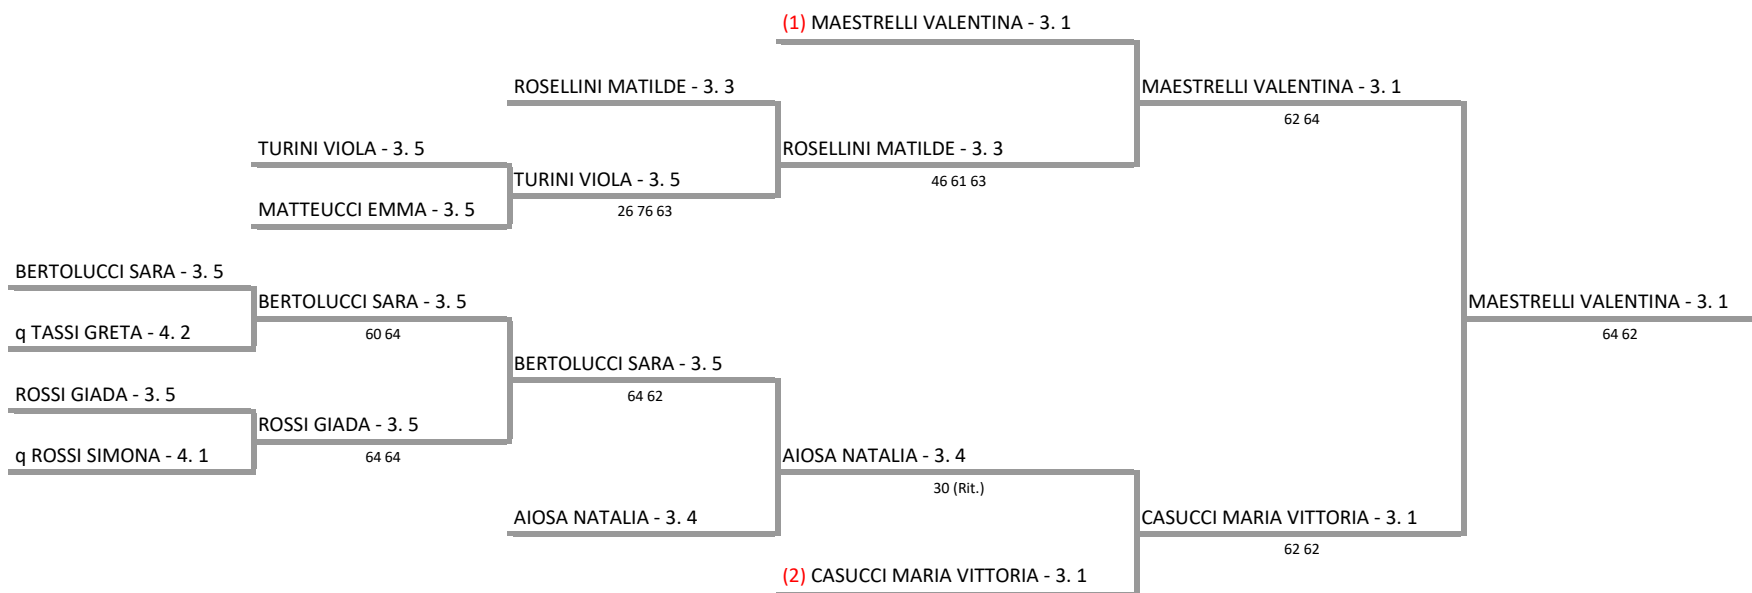 (1) MAESTRELLI VALENTINA - 3. 1
ROSELLINI MATILDE - 3. 3
MAESTRELLI VALENTINA - 3. 1
62 64
TURINI VIOLA - 3. 5
ROSELLINI MATILDE - 3. 3
46 61 63
TURINI VIOLA - 3. 5
26 76 63
MATTEUCCI EMMA - 3. 5
BERTOLUCCI SARA - 3. 5
BERTOLUCCI SARA - 3. 5
60 64
MAESTRELLI VALENTINA - 3. 1
64 62
q TASSI GRETA - 4. 2
BERTOLUCCI SARA - 3. 5
64 62
ROSSI GIADA - 3. 5
ROSSI GIADA - 3. 5
64 64
q ROSSI SIMONA - 4. 1
AIOSA NATALIA - 3. 4
30 (Rit.)
AIOSA NATALIA - 3. 4
CASUCCI MARIA VITTORIA - 3. 1
62 62
(2) CASUCCI MARIA VITTORIA - 3. 1